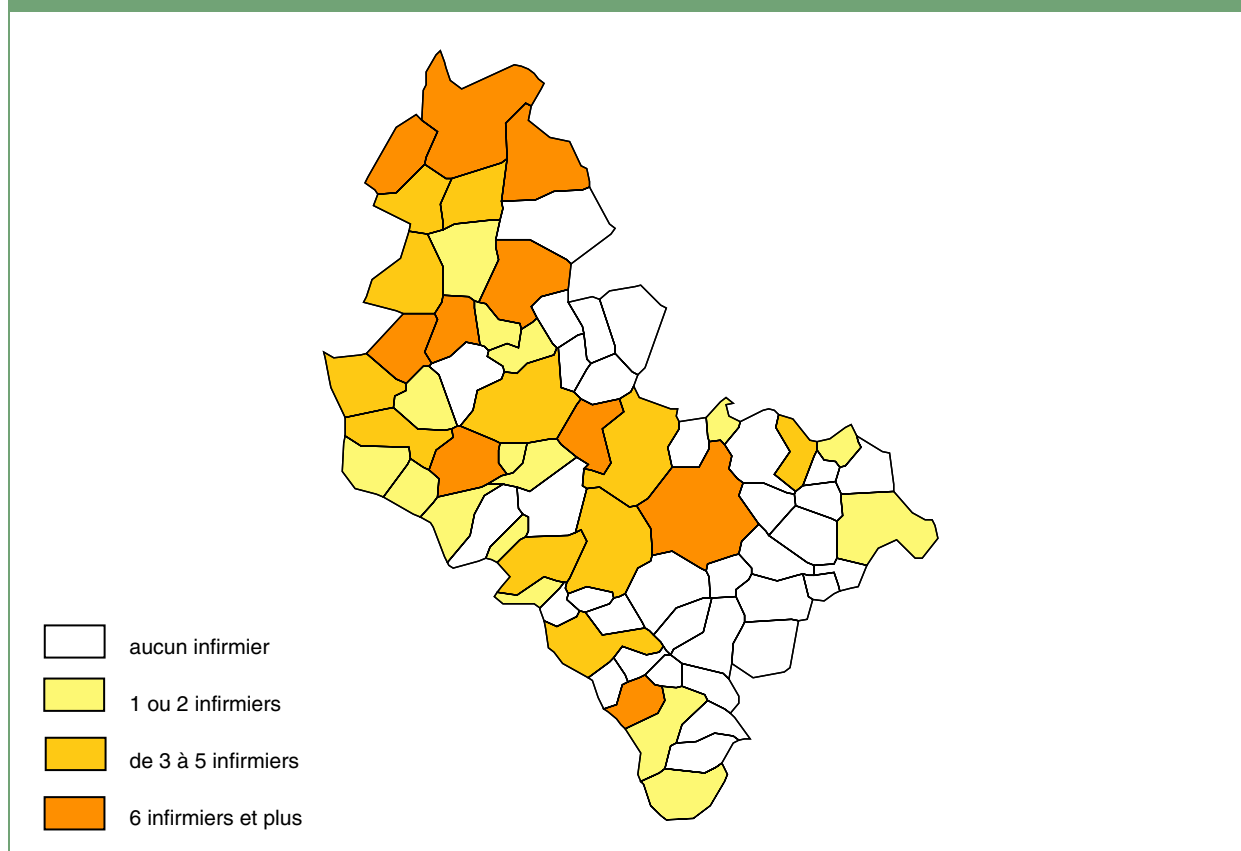 aucun infirmier
1 ou 2 infirmiers
de 3 à 5 infirmiers
6 infirmiers et plus